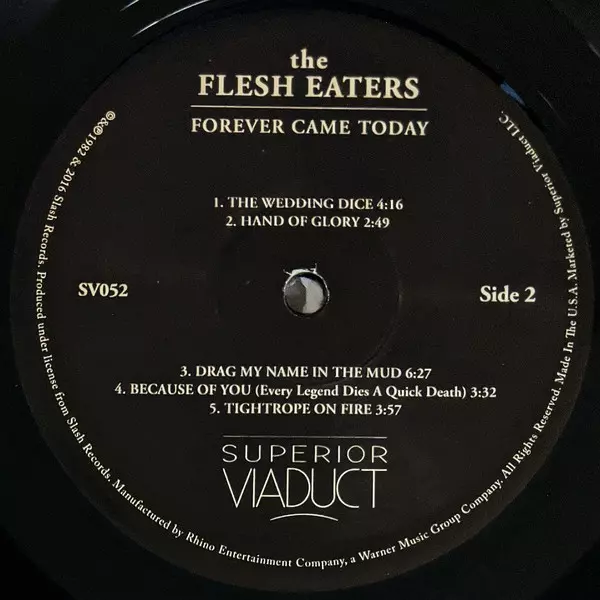 the
FLESH EATERS
FOREVER CAME TODAY
1. THE WEDDING DICE 4:16
2. HAND OF GLORY 2:49
SV052
Side 2
3. DRAG MY NAME IN THE MUD 6:27
4. BECAUSE OF YOU (Every Legend Dies A Quick Death) 3:32
5. TIGHTROPE ON FIRE 3:57
SUPERIOR
VIADUCT
©&℗1982 & 2016 Slash Records. Produced under license from Slash Records. Manufactured by Rhino Entertainment Company, a Warner Music Group Company. All Rights Reserved. Made In The U.S.A. Marketed by Superior Viaduct LLC.